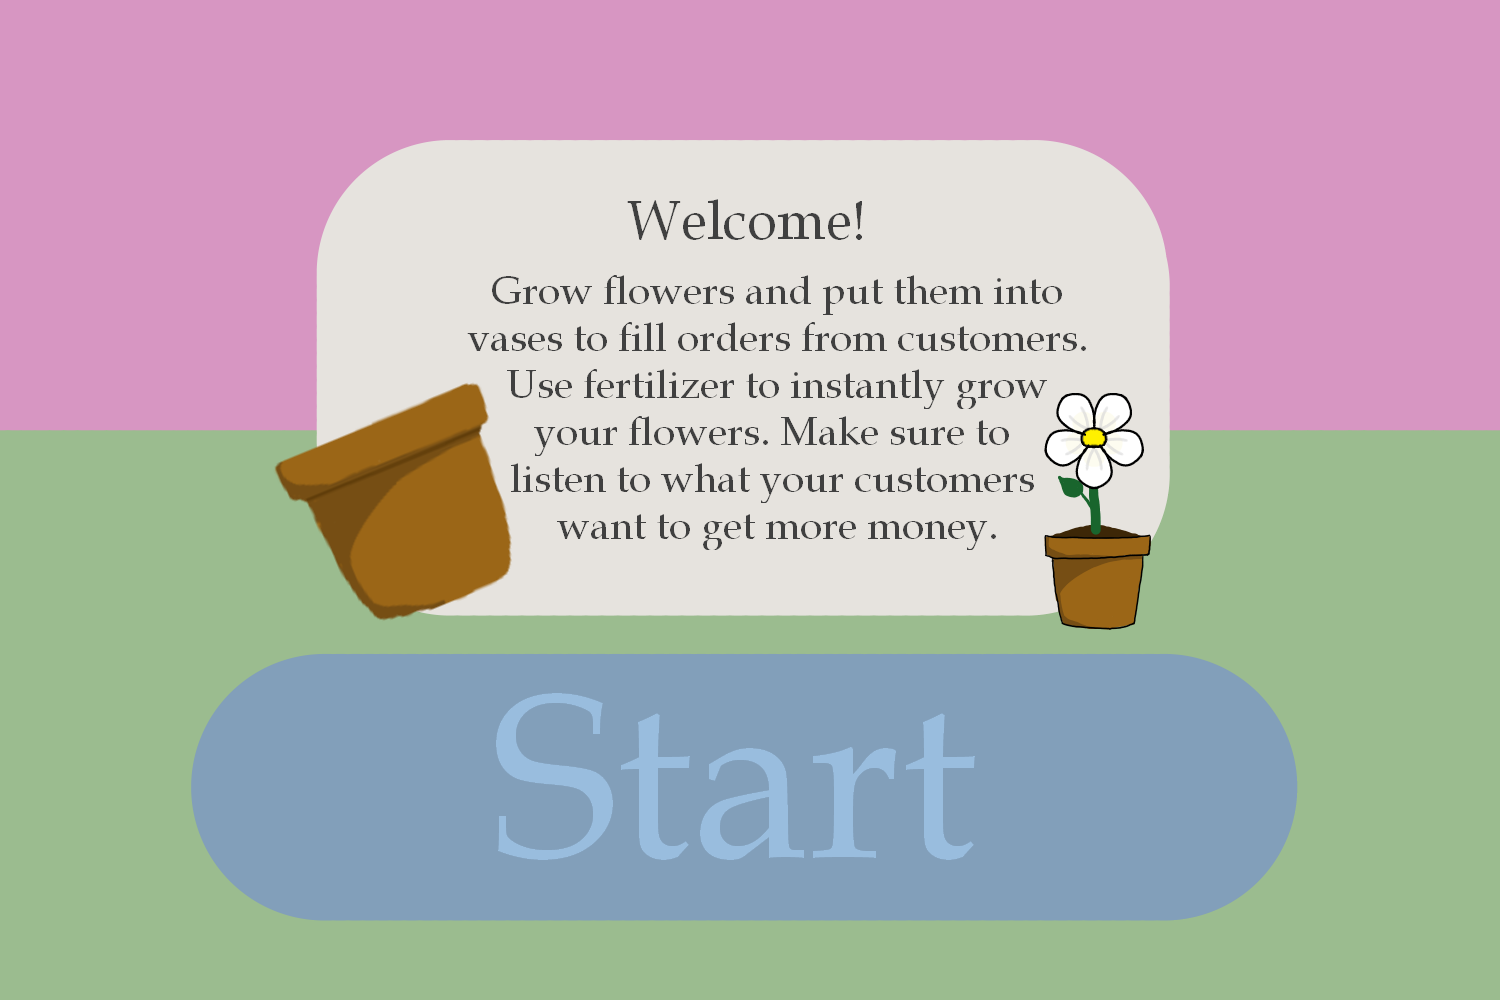 Welcome!
Grow flowers and put them into
vases to fill orders from customers.
Use fertilizer to instantly grow
your flowers. Make sure to
listen to what your customers
want to get more money.
Start